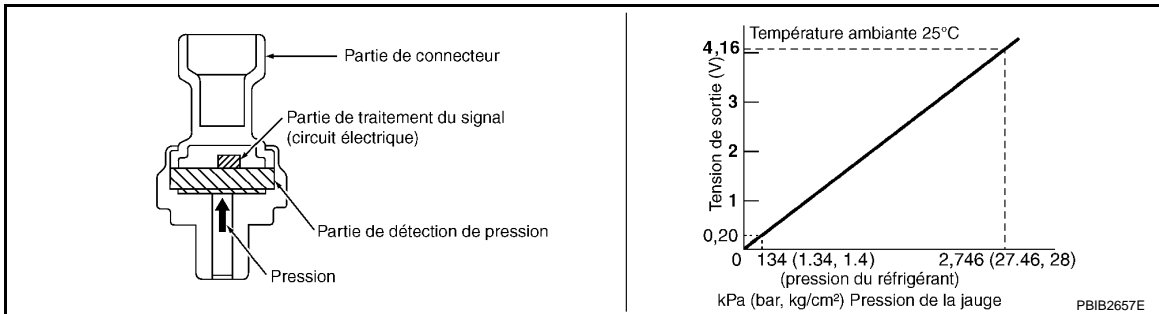 Partie de connecteur
Partie de traitement du signal
(circuit électrique)
Partie de détection de pression
Pression
Température ambiante 25°C
Tension de sortie (V)
4,16
3
2
1
0,20
0 134 (1.34, 1.4) 2,746 (27.46, 28)
(pression du réfrigérant)
kPa (bar, kg/cm²) Pression de la jauge
PBIB2657E